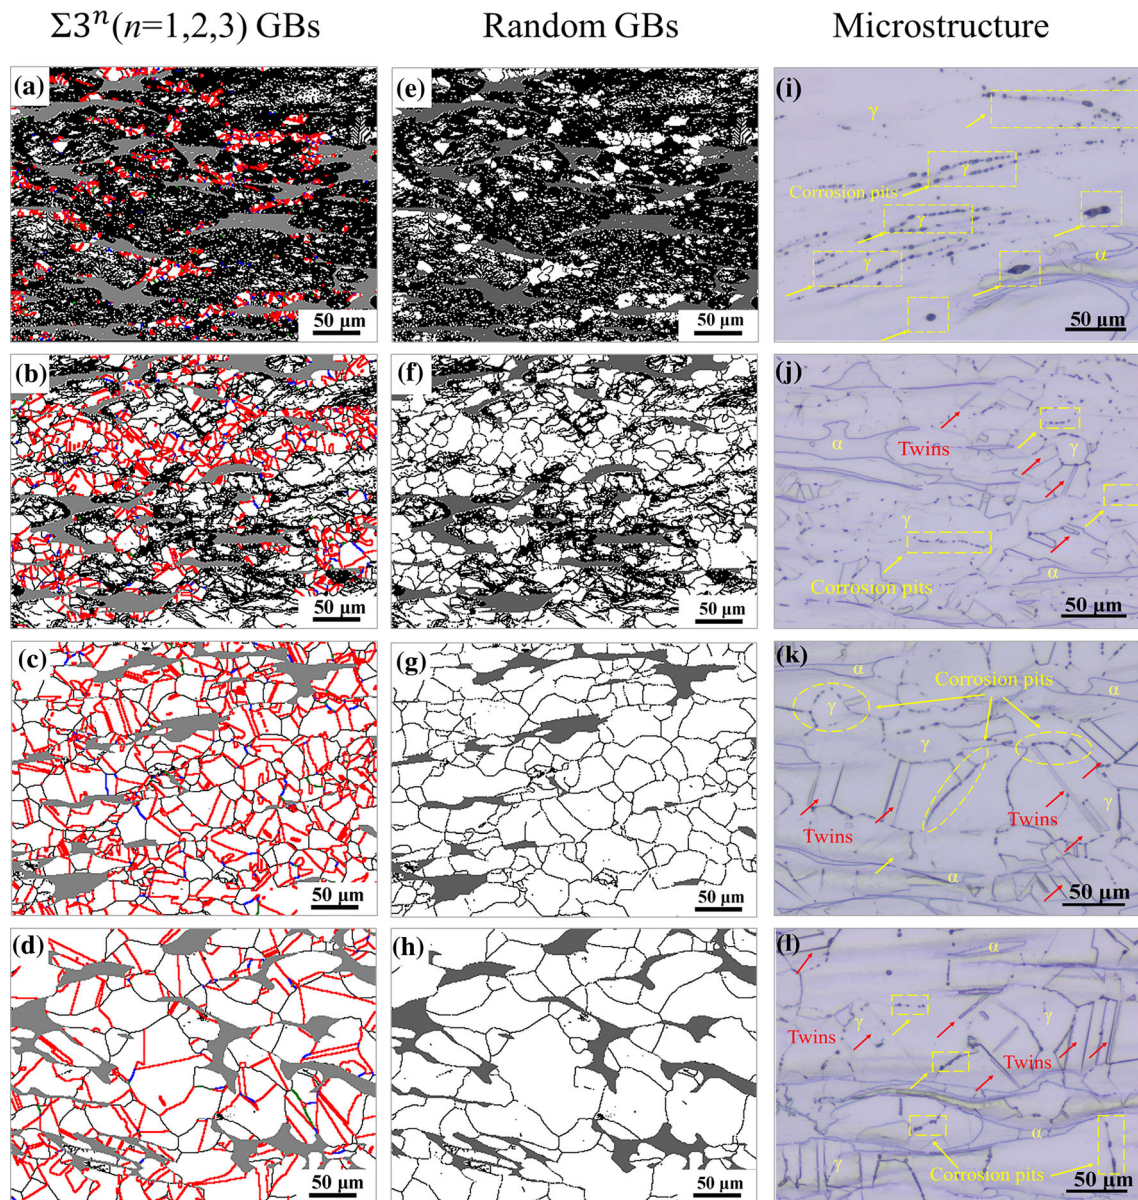 Σ3ⁿ(n=1,2,3) GBs Random GBs Microstructure
(a) (e) (i)
γ
γ
Corrosion pits
γ
α
γ
50 µm 50 µm 50 µm
(b) (f) (j)
α Twins γ
γ
Corrosion pits α
50 µm 50 µm 50 µm
(c) (g) (k)
α Corrosion pits α
γ
γ
γ
Twins Twins
α
50 µm 50 µm 50 µm
(d) (h) (l)
α
γ γ
Twins Twins
α
γ Corrosion pits
50 µm 50 µm 50 µm